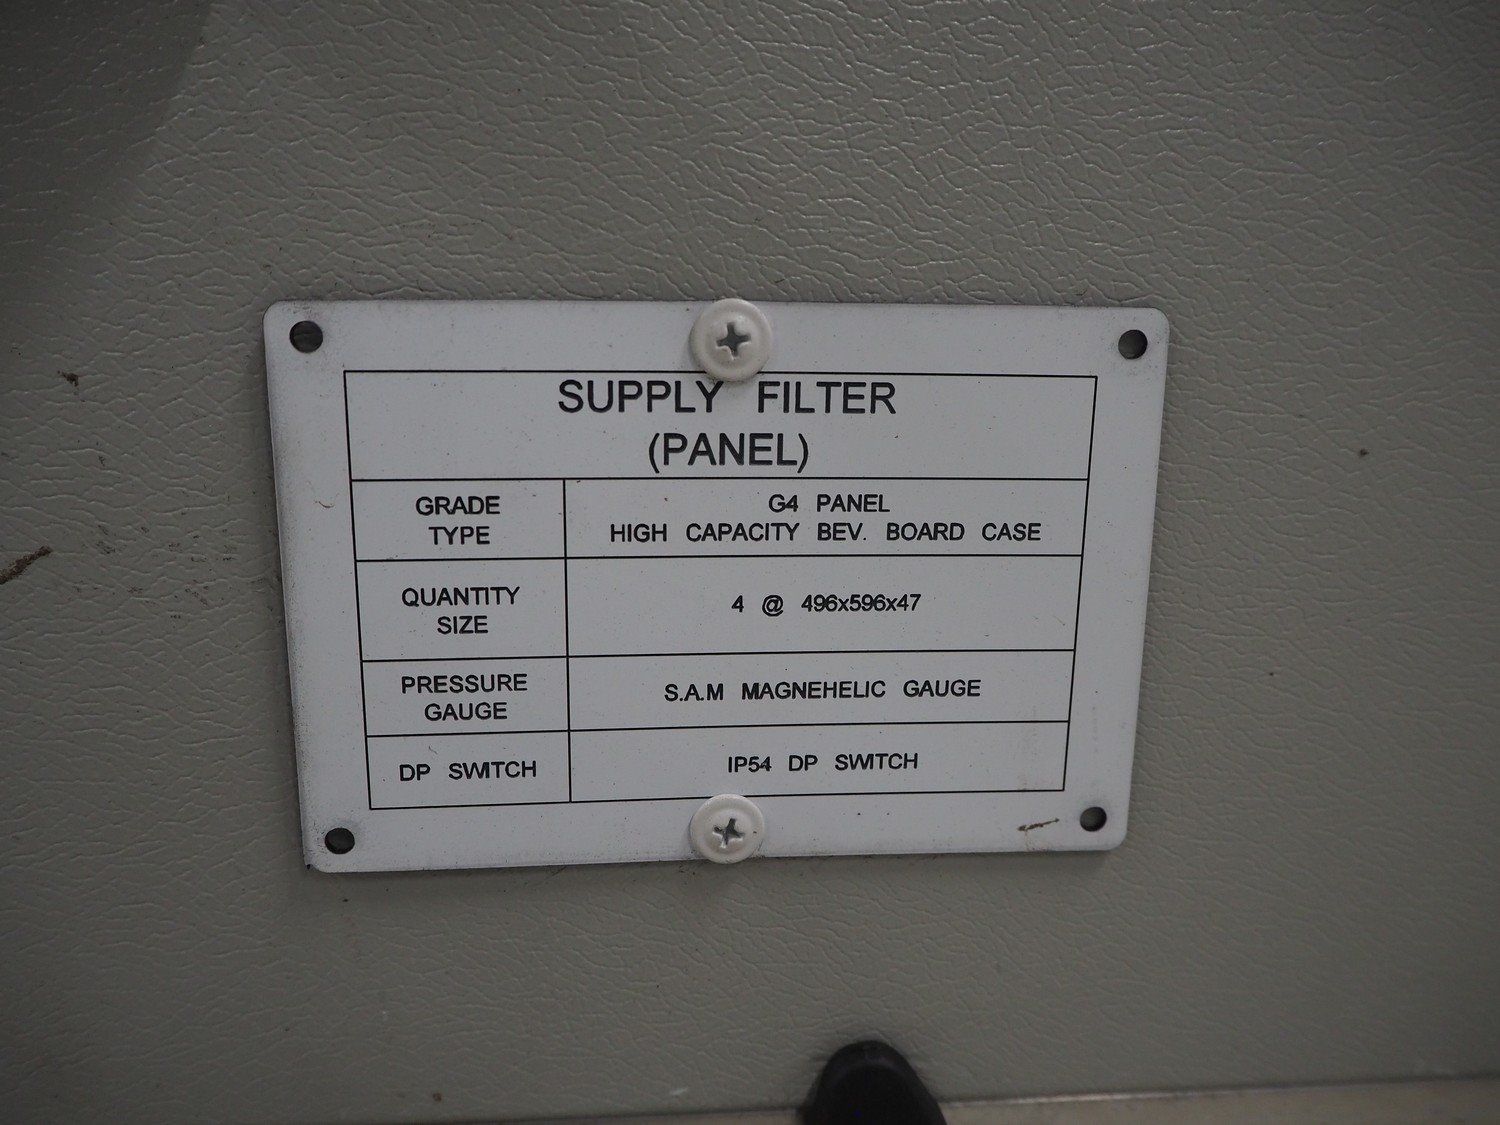 SUPPLY FILTER
(PANEL)
GRADE
TYPE
G4 PANEL
HIGH CAPACITY BEV. BOARD CASE
QUANTITY
SIZE
4 @ 496x596x47
PRESSURE
GAUGE
S.A.M MAGNEHELIC GAUGE
DP SWITCH
IP54 DP SWITCH